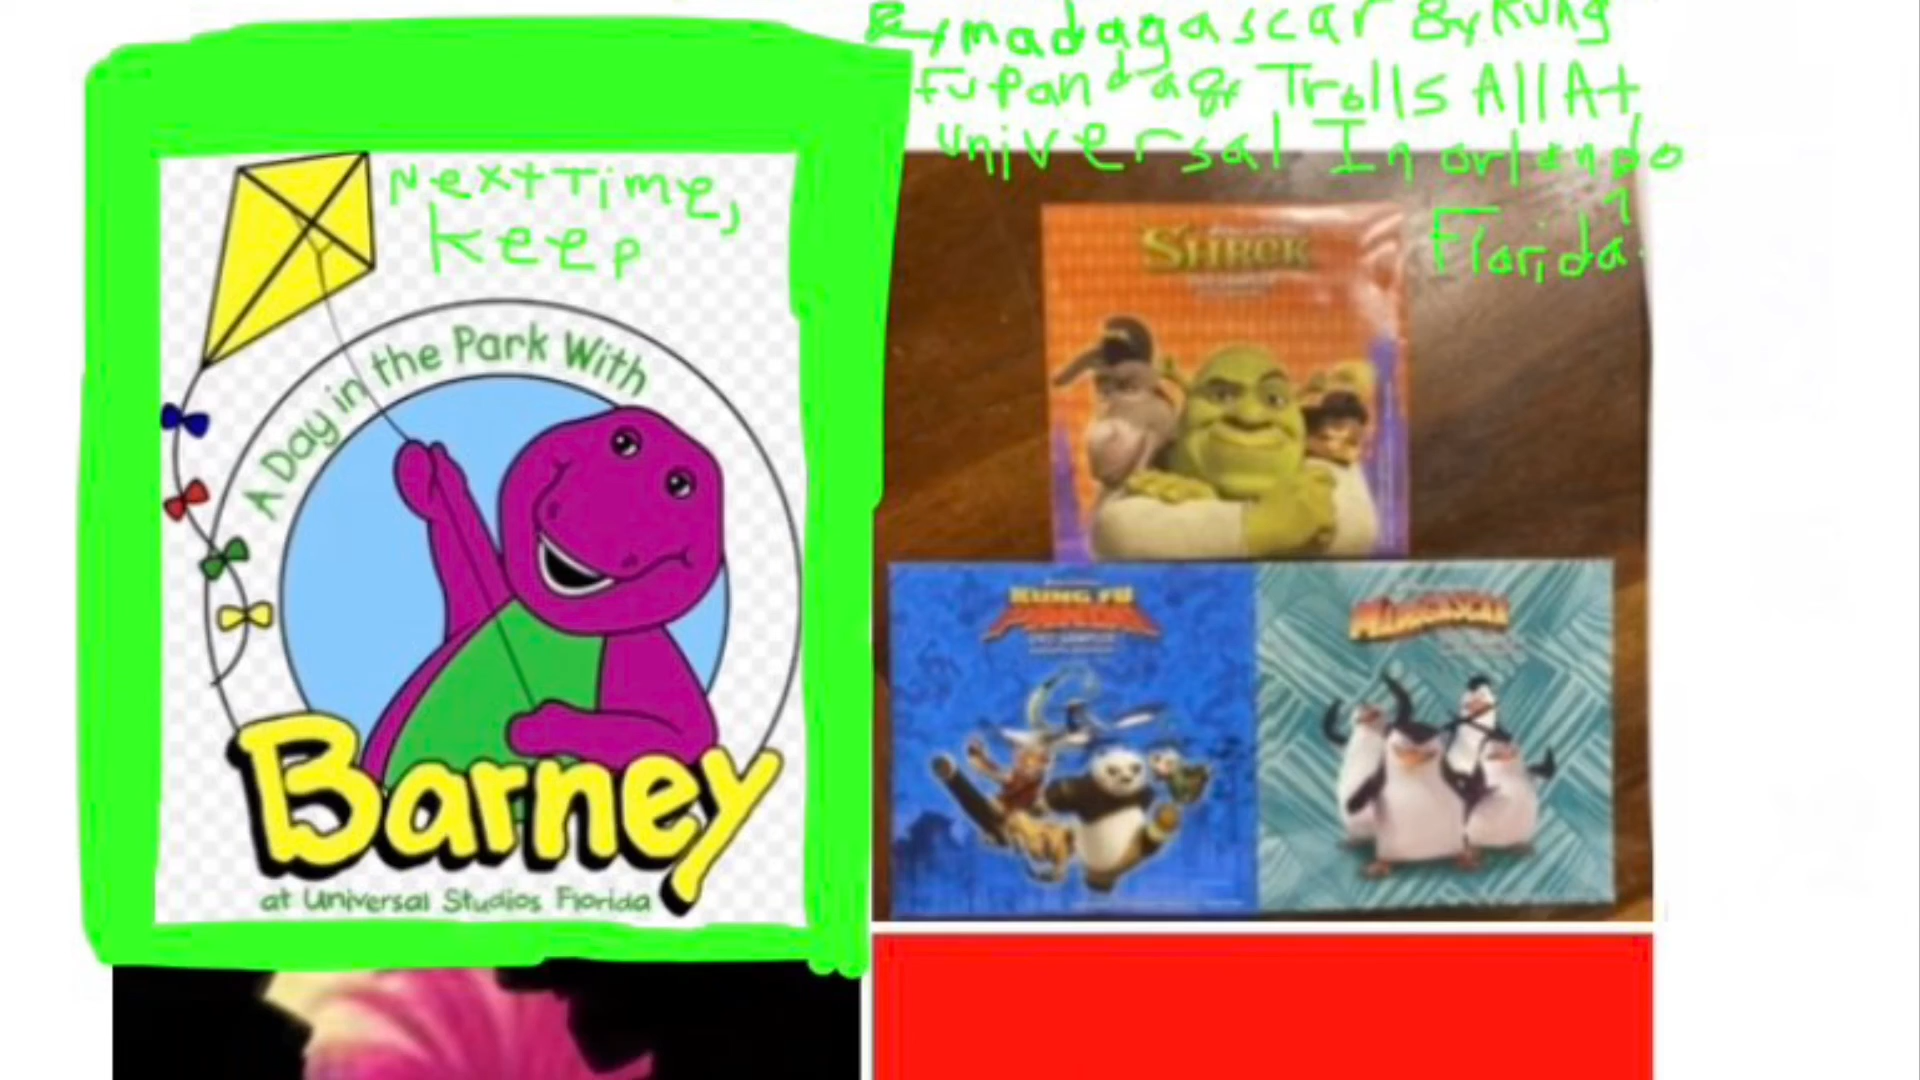 & Madagascar & Kung
Fu Panda & Trolls All At
Universal In Orlando,
Florida.
Next Time,
keep
A Day in the Park With
Barney
at Universal Studios Florida
SHREK
KUNG FU
PANDA
MADAGASCAR